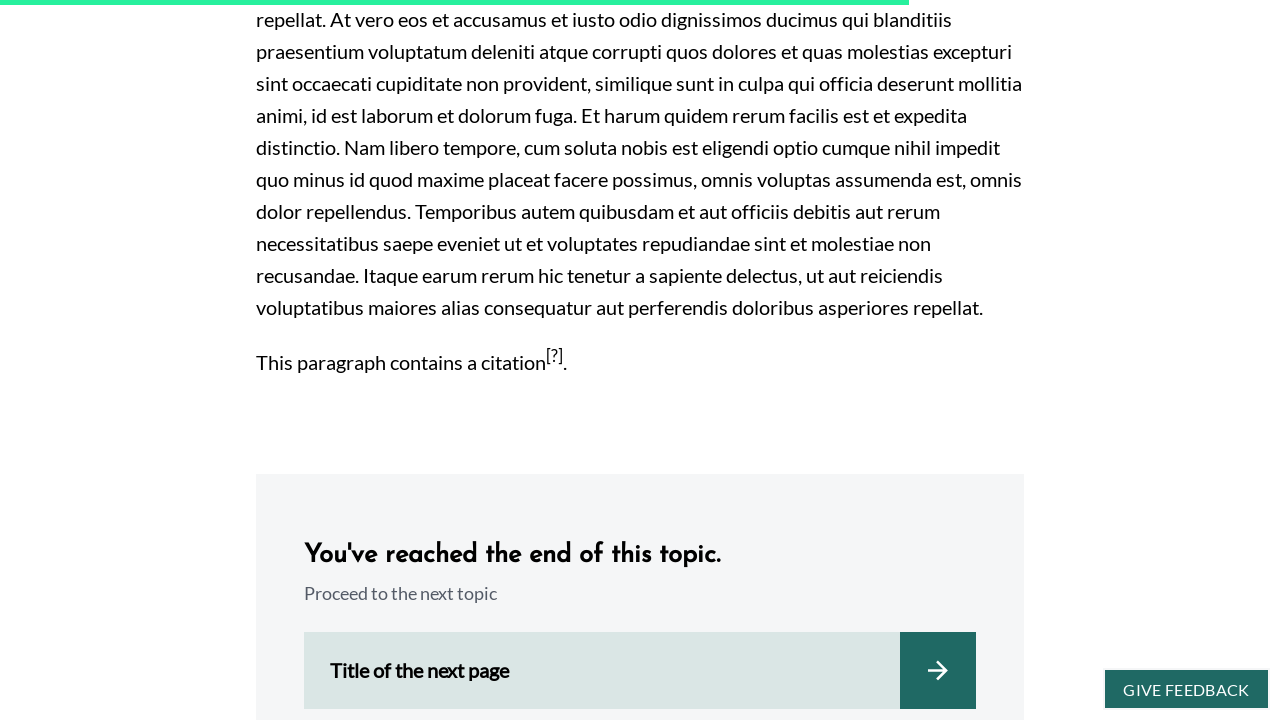 repellat. At vero eos et accusamus et iusto odio dignissimos ducimus qui blanditiis
praesentium voluptatum deleniti atque corrupti quos dolores et quas molestias excepturi
sint occaecati cupiditate non provident, similique sunt in culpa qui officia deserunt mollitia
animi, id est laborum et dolorum fuga. Et harum quidem rerum facilis est et expedita
distinctio. Nam libero tempore, cum soluta nobis est eligendi optio cumque nihil impedit
quo minus id quod maxime placeat facere possimus, omnis voluptas assumenda est, omnis
dolor repellendus. Temporibus autem quibusdam et aut officiis debitis aut rerum
necessitatibus saepe eveniet ut et voluptates repudiandae sint et molestiae non
recusandae. Itaque earum rerum hic tenetur a sapiente delectus, ut aut reiciendis
voluptatibus maiores alias consequatur aut perferendis doloribus asperiores repellat.
This paragraph contains a citation[?].
You've reached the end of this topic.
Proceed to the next topic
Title of the next page
GIVE FEEDBACK